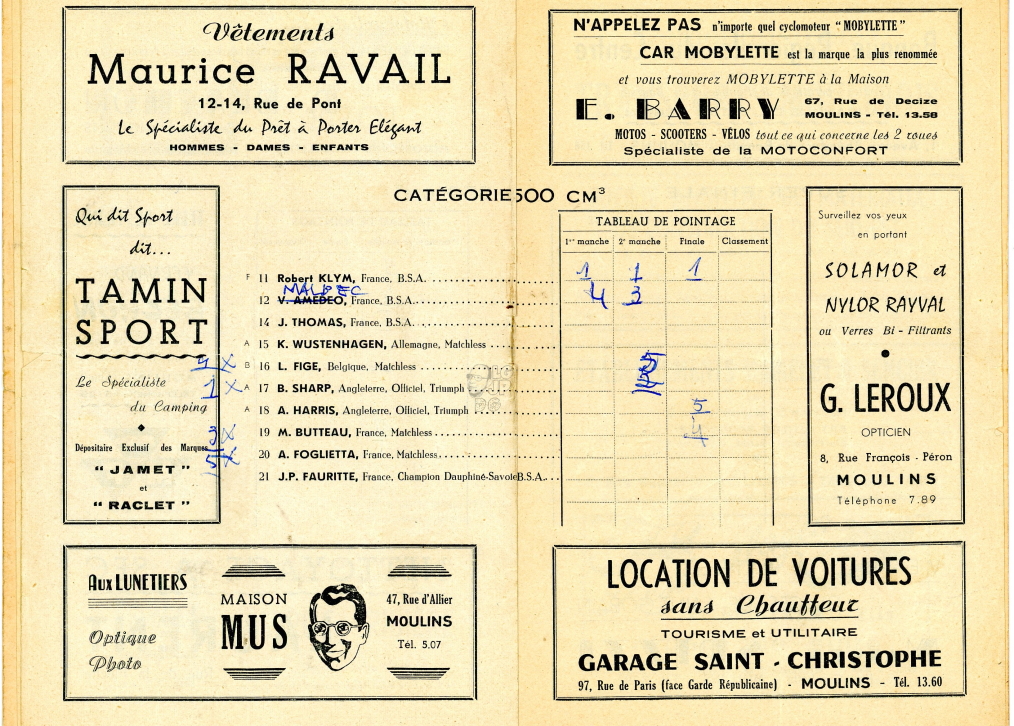 Vêtements
Maurice RAVAIL
12-14, Rue de Pont
Le Spécialiste du Prêt à Porter Elégant
HOMMES - DAMES - ENFANTS
N'APPELEZ PAS n'importe quel cyclomoteur "MOBYLETTE"
CAR MOBYLETTE est la marque la plus renommée
et vous trouverez MOBYLETTE à la Maison
E. BARRY
67, Rue de Decize
MOULINS - Tél. 13.58
MOTOS - SCOOTERS - VÉLOS tout ce qui concerne les 2 roues
Spécialiste de la MOTOCONFORT
CATÉGORIE 500 CM³
Qui dit Sport
dit...
TAMIN
SPORT
Le Spécialiste
du Camping
Dépositaire Exclusif des Marques
"JAMET"
et
"RACLET"
4 X
1 X
3 X
5 X
F 11 Robert KLYM, France, B.S.A.
MALBEC
12 V. AMEDEO, France, B.S.A.
14 J. THOMAS, France, B.S.A.
A 15 K. WUSTENHAGEN, Allemagne, Matchless
B 16 L. FIGE, Belgique, Matchless
A 17 B. SHARP, Angleterre, Officiel, Triumph
A 18 A. HARRIS, Angleterre, Officiel, Triumph
19 M. BUTTEAU, France, Matchless
20 A. FOGLIETTA, France, Matchless
21 J.P. FAURITTE, France, Champion Dauphiné-Savoie B.S.A.
TABLEAU DE POINTAGE
1re manche 2e manche Finale Classement
1 1 1
4 3
5
5
4
Surveillez vos yeux
en portant
SOLAMOR et
NYLOR RAYVAL
ou Verres Bi - Filtrants
G. LEROUX
OPTICIEN
8, Rue François - Péron
MOULINS
Téléphone 7.89
Aux LUNETIERS
Optique
Photo
MAISON
MUS
47, Rue d'Allier
MOULINS
Tél. 5.07
LOCATION DE VOITURES
sans Chauffeur
TOURISME et UTILITAIRE
GARAGE SAINT - CHRISTOPHE
97, Rue de Paris (face Garde Républicaine) - MOULINS - Tél. 13.60